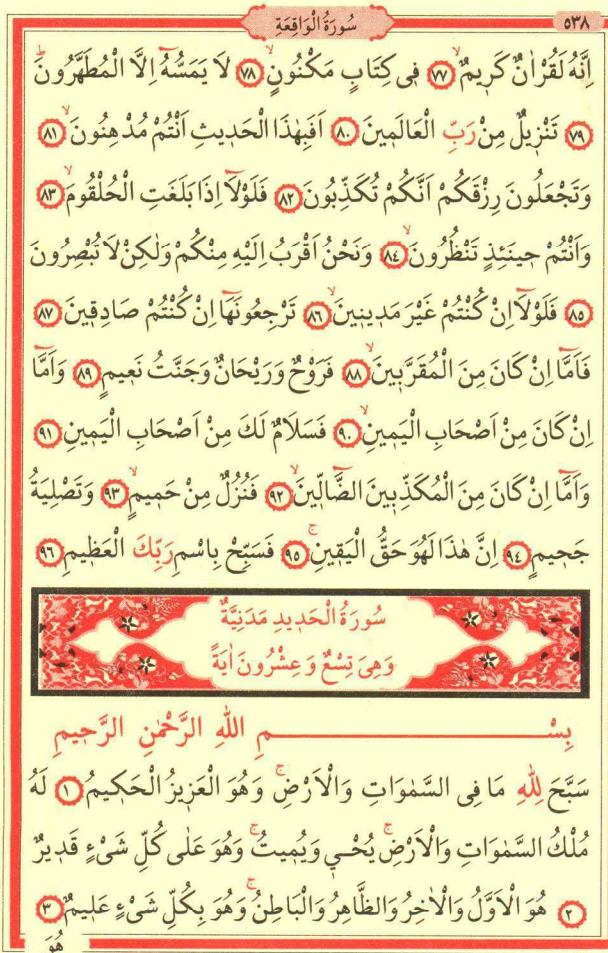 ٥٣٨
سُورَةُ الْوَاقِعَةِ
اِنَّهُ لَقُرْاٰنٌ كَرٖيمٌۙ ﴿٧٧﴾ فٖى كِتَابٍ مَكْنُونٍۙ ﴿٧٨﴾ لَا يَمَسُّهُٓ اِلَّا الْمُطَهَّرُونَؕ
﴿٧٩﴾ تَنْزٖيلٌ مِنْ رَبِّ الْعَالَمٖينَ ﴿٨٠﴾ اَفَبِهٰذَا الْحَدٖيثِ اَنْتُمْ مُدْهِنُونَۙ ﴿٨١﴾
وَتَجْعَلُونَ رِزْقَكُمْ اَنَّكُمْ تُكَذِّبُونَ ﴿٨٢﴾ فَلَوْلَٓا اِذَا بَلَغَتِ الْحُلْقُومَۙ ﴿٨٣﴾
وَاَنْتُمْ حٖينَئِذٍ تَنْظُرُونَۙ ﴿٨٤﴾ وَنَحْنُ اَقْرَبُ اِلَيْهِ مِنْكُمْ وَلٰكِنْ لَا تُبْصِرُونَ
﴿٨٥﴾ فَلَوْلَٓا اِنْ كُنْتُمْ غَيْرَ مَدٖينٖينَۙ ﴿٨٦﴾ تَرْجِعُونَهَٓا اِنْ كُنْتُمْ صَادِقٖينَ ﴿٨٧﴾
فَاَمَّٓا اِنْ كَانَ مِنَ الْمُقَرَّبٖينَۙ ﴿٨٨﴾ فَرَوْحٌ وَرَيْحَانٌ وَجَنَّتُ نَعٖيمٍ ﴿٨٩﴾ وَاَمَّٓا
اِنْ كَانَ مِنْ اَصْحَابِ الْيَمٖينِۙ ﴿٩٠﴾ فَسَلَامٌ لَكَ مِنْ اَصْحَابِ الْيَمٖينِ ﴿٩١﴾
وَاَمَّٓا اِنْ كَانَ مِنَ الْمُكَذِّبٖينَ الضَّٓالّٖينَۙ ﴿٩٢﴾ فَنُزُلٌ مِنْ حَمٖيمٍۙ ﴿٩٣﴾ وَتَصْلِيَةُ
جَحٖيمٍ ﴿٩٤﴾ اِنَّ هٰذَا لَهُوَ حَقُّ الْيَقٖينِۚ ﴿٩٥﴾ فَسَبِّحْ بِاسْمِ رَبِّكَ الْعَظٖيمِ ﴿٩٦﴾
سُورَةُ الْحَدٖيدِ مَدَنِيَّةٌ
وَهِىَ تِسْعٌ وَعِشْرُونَ اٰيَةً
بِسْمِ اللّٰهِ الرَّحْمٰنِ الرَّحٖيمِ
سَبَّحَ لِلّٰهِ مَا فِى السَّمٰوَاتِ وَالْاَرْضِۚ وَهُوَ الْعَزٖيزُ الْحَكٖيمُ ﴿١﴾ لَهُ
مُلْكُ السَّمٰوَاتِ وَالْاَرْضِۚ يُحْيٖى وَيُمٖيتُۚ وَهُوَ عَلٰى كُلِّ شَىْءٍ قَدٖيرٌ
﴿٢﴾ هُوَ الْاَوَّلُ وَالْاٰخِرُ وَالظَّاهِرُ وَالْبَاطِنُۚ وَهُوَ بِكُلِّ شَىْءٍ عَلٖيمٌ ﴿٣﴾
هُوَ